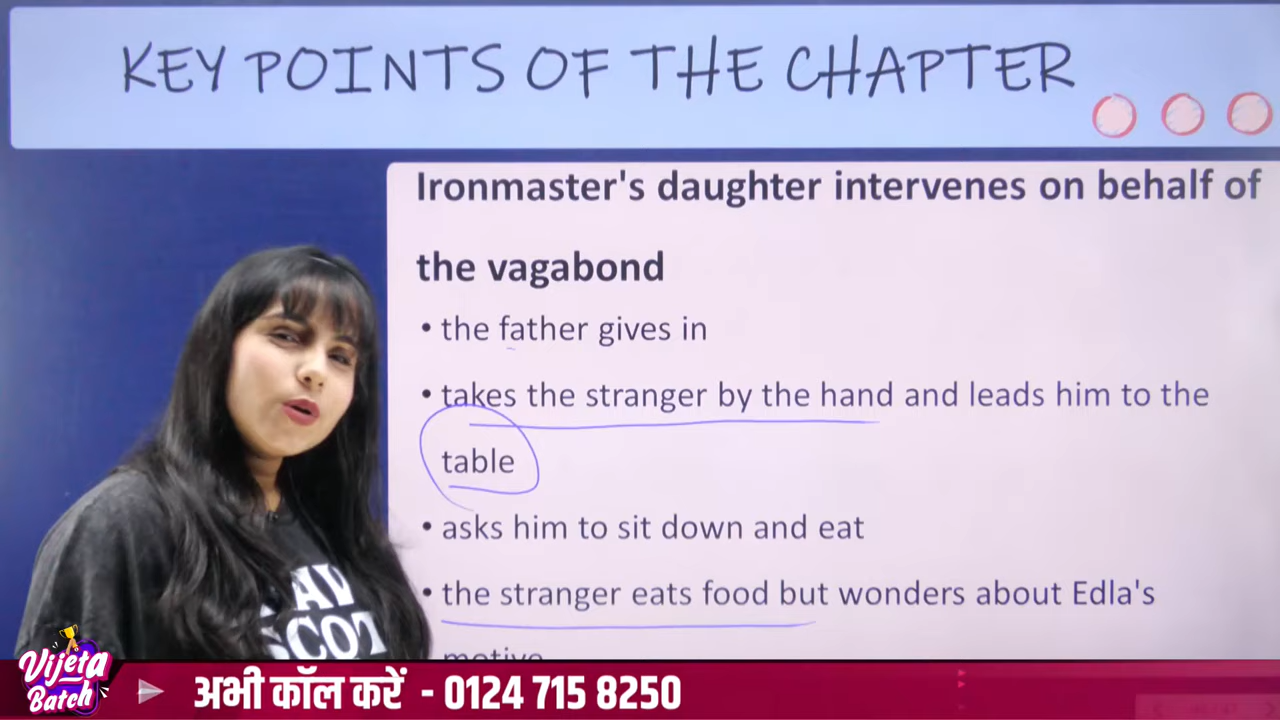 KEY POINTS OF THE CHAPTER
Ironmaster's daughter intervenes on behalf of
the vagabond
• the father gives in
• takes the stranger by the hand and leads him to the
table
• asks him to sit down and eat
• the stranger eats food but wonders about Edla's
motive
SCOT
Vijeta
Batch
अभी कॉल करें - 0124 715 8250